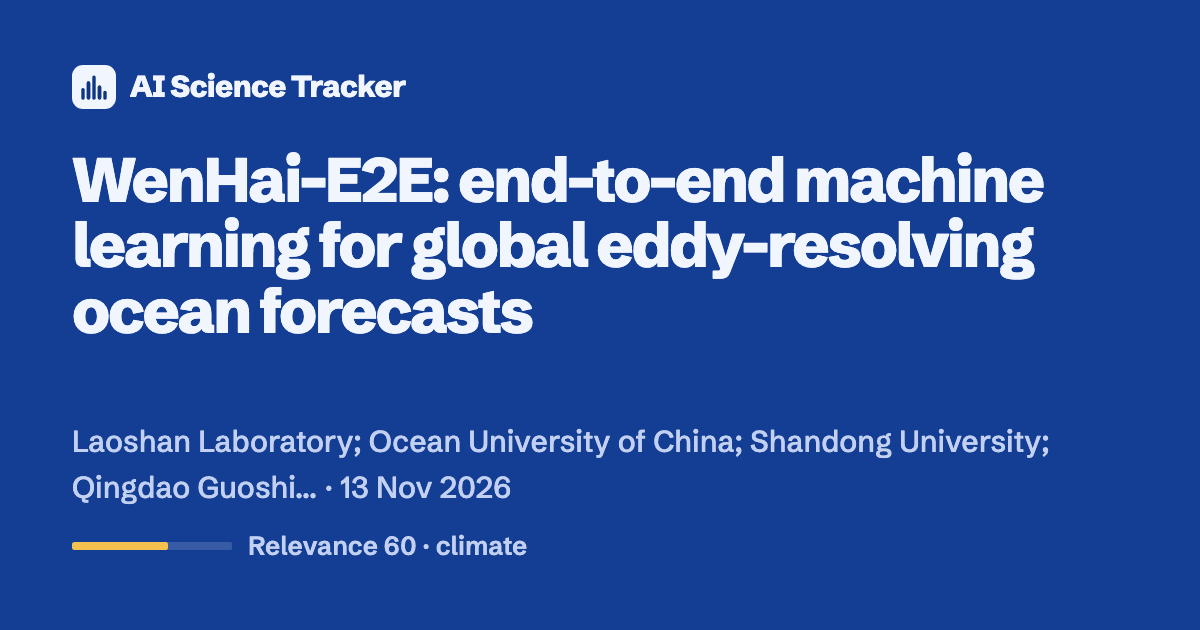 AI Science Tracker
WenHai-E2E: end-to-end machine
learning for global eddy-resolving
ocean forecasts
Laoshan Laboratory; Ocean University of China; Shandong University;
Qingdao Guoshi... · 13 Nov 2026
Relevance 60 · climate